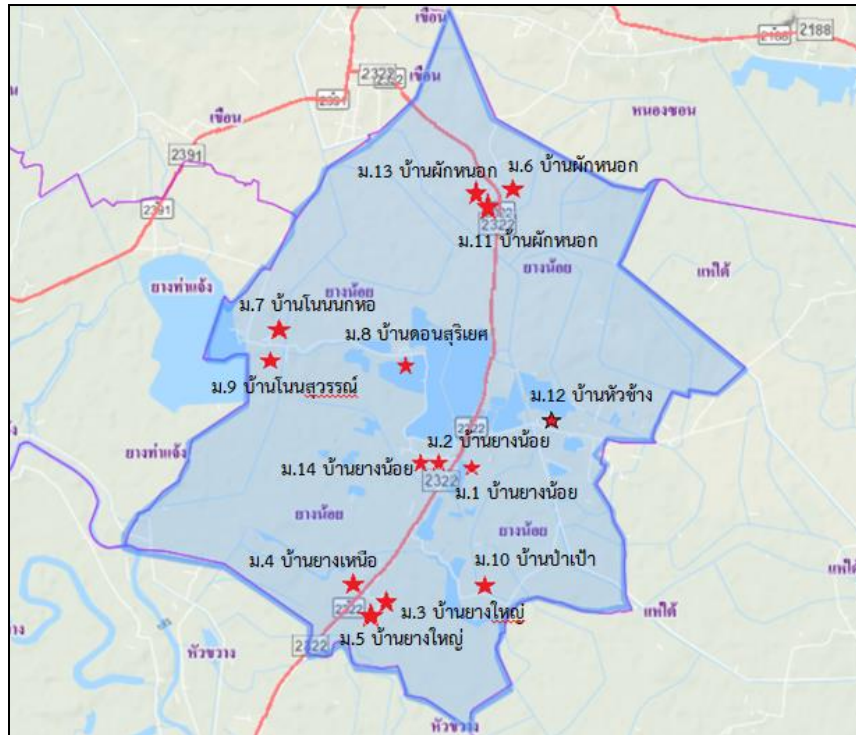 เขือน
2188
2188
2322
2322
เขือน
2391
เขือน
หนองซอน
2391
2391
ม.13 บ้านผักหนอก
ม.6 บ้านผักหนอก
2322
ม.11 บ้านผักหนอก
ยางน้อย
แพใต้
ยางท่าแจ้ง
ยางน้อย
ม.7 บ้านโนนนกหอ
ม.8 บ้านดอนสุริเยศ
ม.9 บ้านโนนสุวรรณ์
ม.12 บ้านหัวช้าง
2322
ม.2 บ้านยางน้อย
ยางท่าแจ้ง
ม.14 บ้านยางน้อย
2322
ม.1 บ้านยางน้อย
ยางน้อย
ยางน้อย
ม.4 บ้านยางเหนือ
ม.10 บ้านป่าเป้า
แพใต้
2322
ม.3 บ้านยางใหญ่
แพใต้
ม.5 บ้านยางใหญ่
2322
หัวขวาง
หัวขวาง